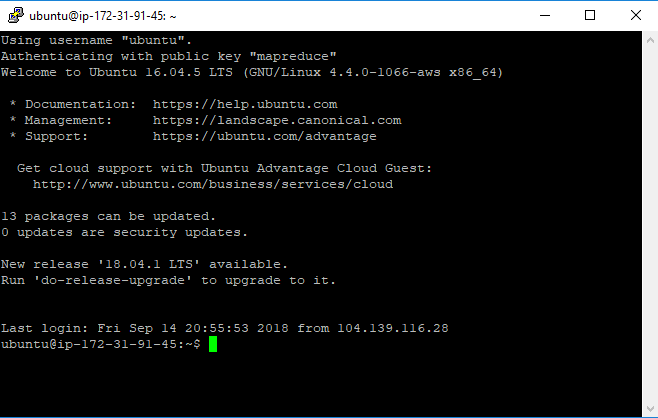 ubuntu@ip-172-31-91-45: ~
Using username "ubuntu".
Authenticating with public key "mapreduce"
Welcome to Ubuntu 16.04.5 LTS (GNU/Linux 4.4.0-1066-aws x86_64)
* Documentation:  https://help.ubuntu.com
* Management:     https://landscape.canonical.com
* Support:        https://ubuntu.com/advantage
Get cloud support with Ubuntu Advantage Cloud Guest:
http://www.ubuntu.com/business/services/cloud
13 packages can be updated.
0 updates are security updates.
New release '18.04.1 LTS' available.
Run 'do-release-upgrade' to upgrade to it.
Last login: Fri Sep 14 20:55:53 2018 from 104.139.116.28
ubuntu@ip-172-31-91-45:~$